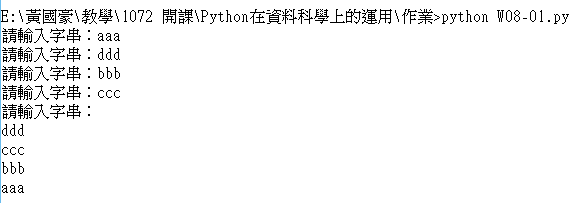 E:\黃國豪\教學\1072 開課\Python在資料科學上的運用\作業>python W08-01.py
請輸入字串：aaa
請輸入字串：ddd
請輸入字串：bbb
請輸入字串：ccc
請輸入字串：
ddd
ccc
bbb
aaa